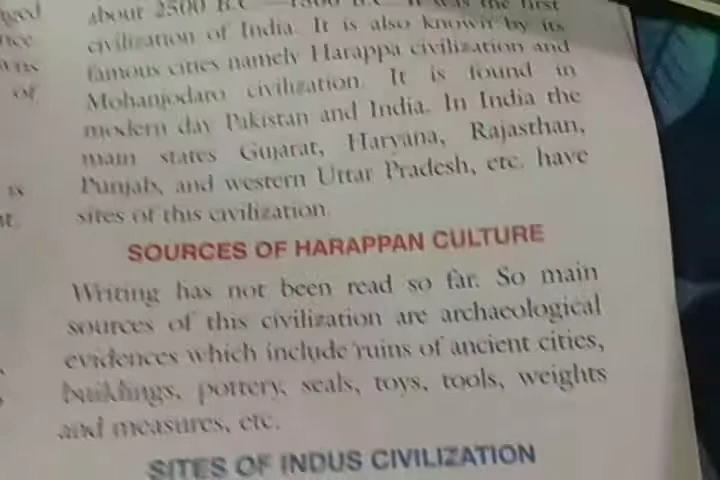 about 2500 B.C. — 1500 B.C. It was the first
civilization of India. It is also known by its
famous cities namely Harappa civilization and
Mohanjodaro civilization. It is found in
modern day Pakistan and India. In India the
main states Gujarat, Haryana, Rajasthan,
Punjab, and western Uttar Pradesh, etc. have
sites of this civilization.
SOURCES OF HARAPPAN CULTURE
Writing has not been read so far. So main
sources of this civilization are archaeological
evidences which include ruins of ancient cities,
buildings, pottery, seals, toys, tools, weights
and measures, etc.
SITES OF INDUS CIVILIZATION